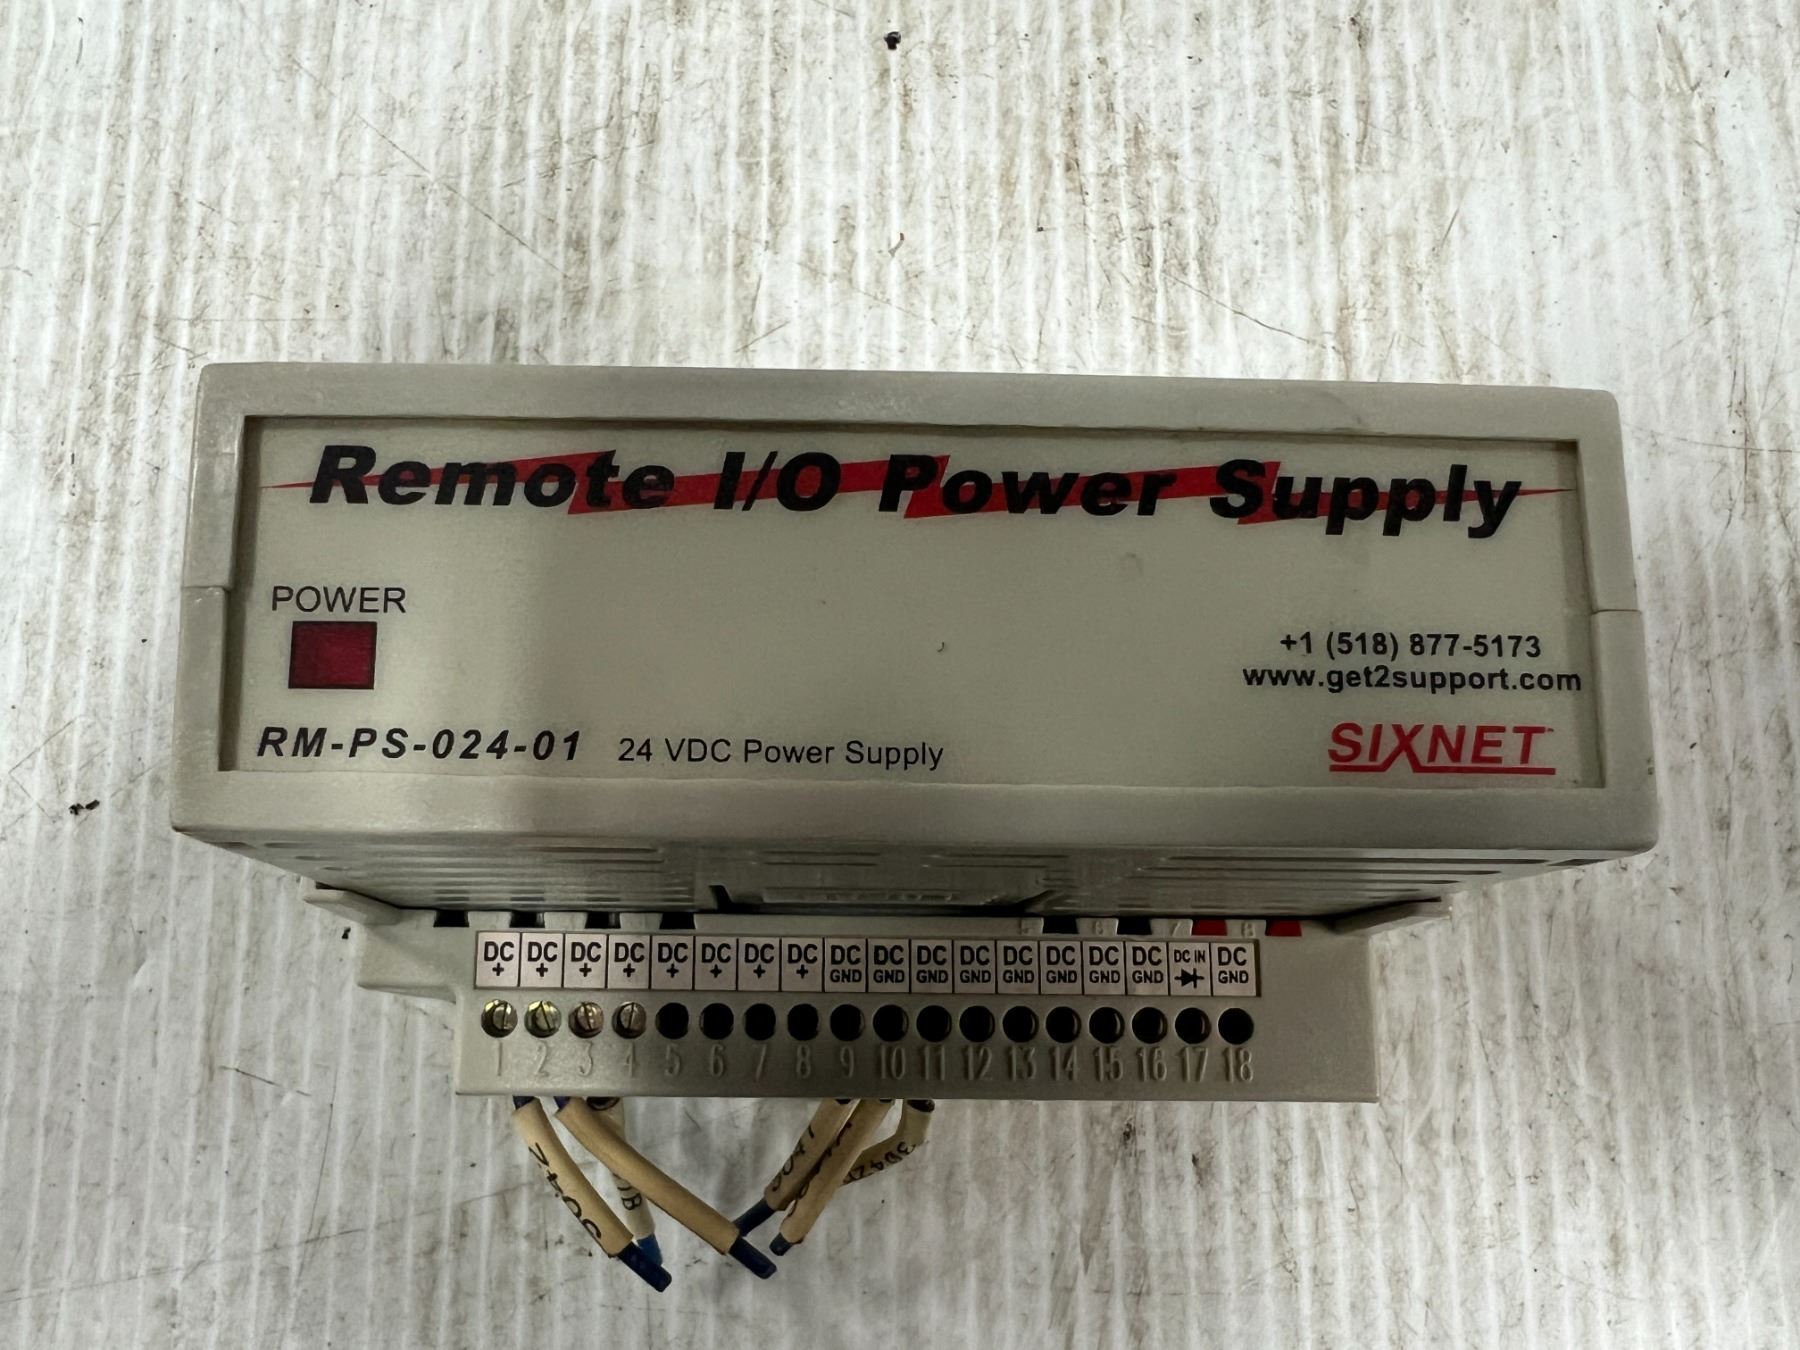 Remote I/O Power Supply
POWER
+1 (518) 877-5173
www.get2support.com
RM-PS-024-01 24 VDC Power Supply
SIXNET™
7 8
DC + DC + DC + DC + DC + DC + DC + DC + DC GND DC GND DC GND DC GND DC GND DC GND DC GND DC GND DC IN DC GND
1 2 3 4 5 6 7 8 9 10 11 12 13 14 15 16 17 18